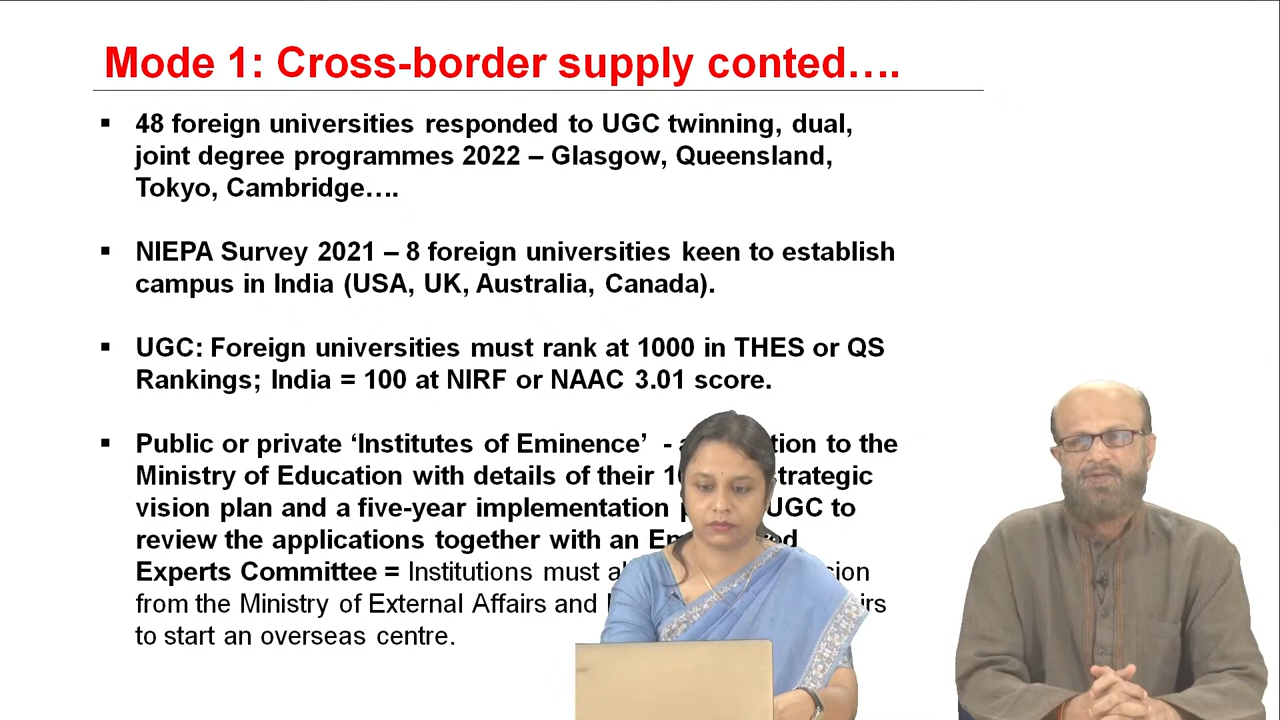 Mode 1: Cross-border supply conted….
▪ 48 foreign universities responded to UGC twinning, dual,
joint degree programmes 2022 – Glasgow, Queensland,
Tokyo, Cambridge….
▪ NIEPA Survey 2021 – 8 foreign universities keen to establish
campus in India (USA, UK, Australia, Canada).
▪ UGC: Foreign universities must rank at 1000 in THES or QS
Rankings; India = 100 at NIRF or NAAC 3.01 score.
▪ Public or private ‘Institutes of Eminence’ - to the
Ministry of Education with details of their
vision plan and a five-year implementation UGC to
review the applications together with an
Experts Committee = Institutions must
from the Ministry of External Affairs and
to start an overseas centre.